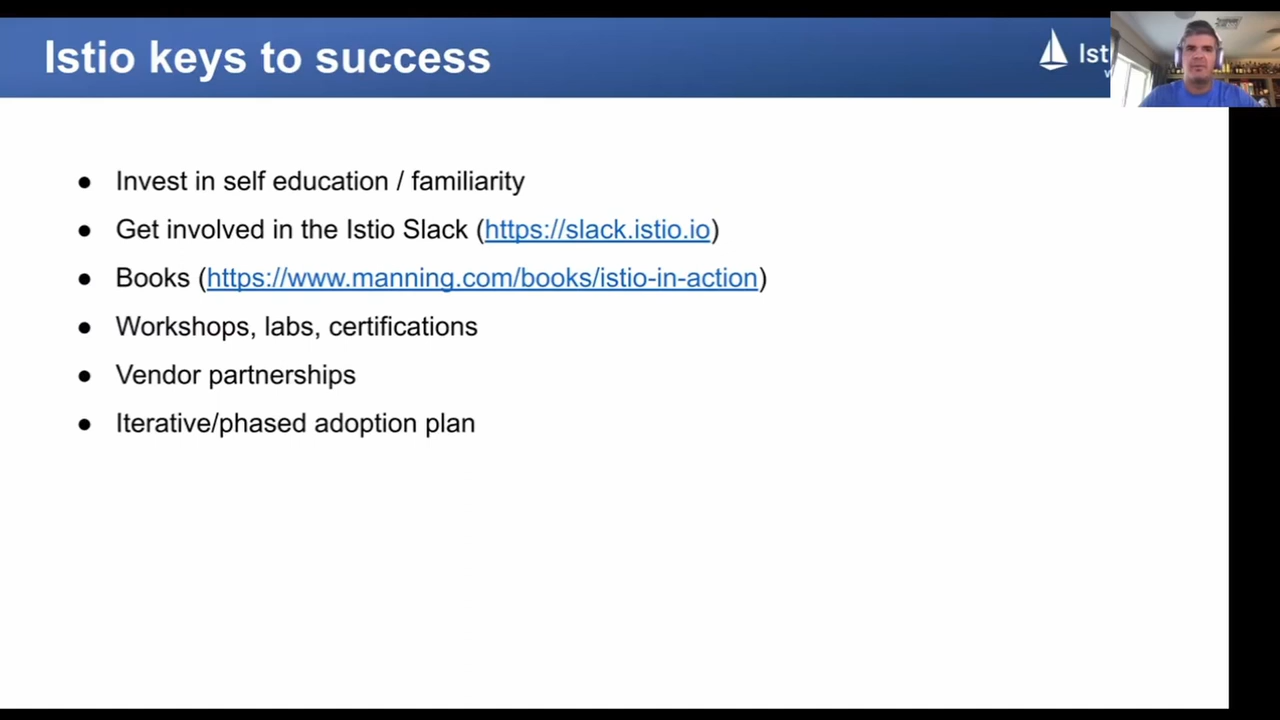 Istio keys to success
● Invest in self education / familiarity
● Get involved in the Istio Slack (https://slack.istio.io)
● Books (https://www.manning.com/books/istio-in-action)
● Workshops, labs, certifications
● Vendor partnerships
● Iterative/phased adoption plan